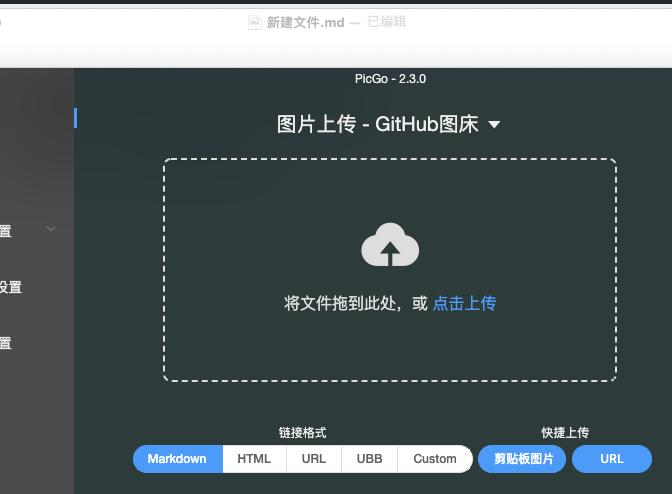 新建文件.md — 已编辑
PicGo - 2.3.0
图片上传 - GitHub图床
置
设置
置
将文件拖到此处，或 点击上传
链接格式 快捷上传
Markdown HTML URL UBB Custom 剪贴板图片 URL